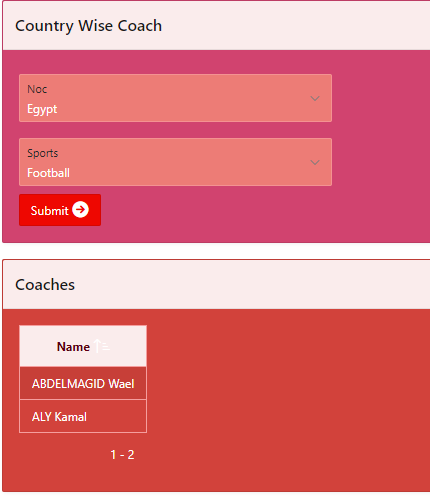 Country Wise Coach
Noc
Egypt
Sports
Football
Submit
Coaches
Name
ABDELMAGID Wael
ALY Kamal
1 - 2